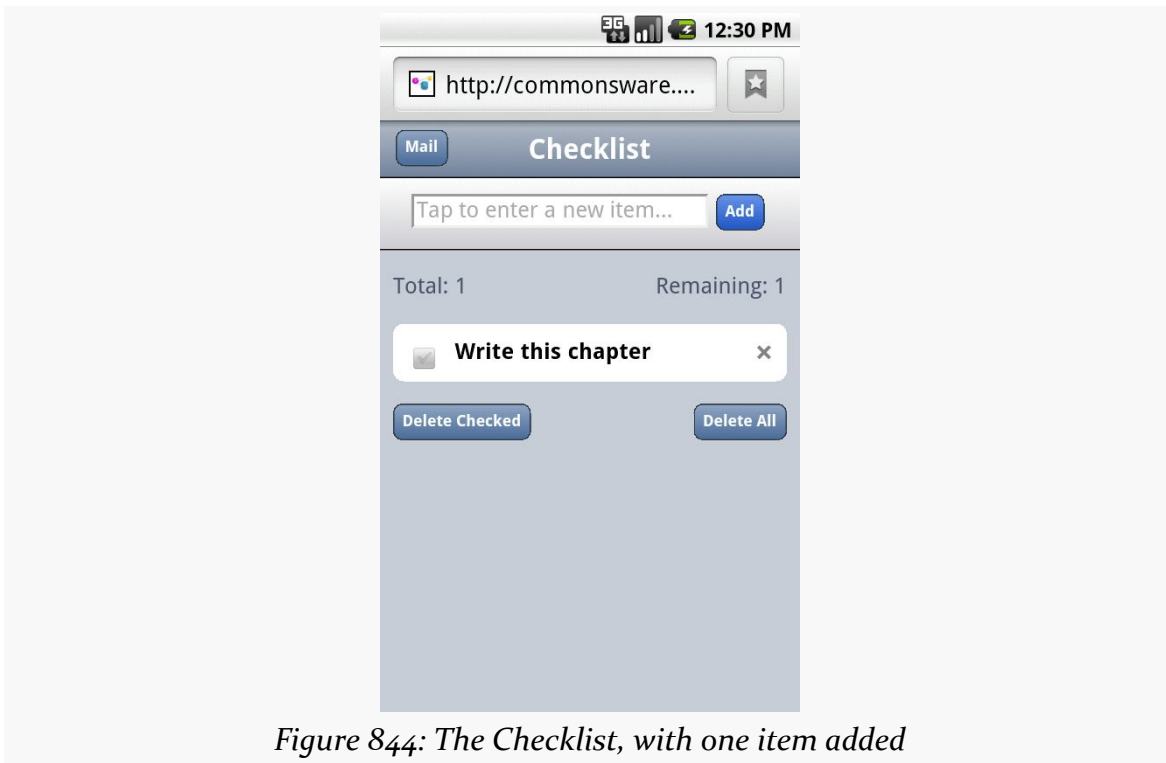 3G 12:30 PM
http://commonsware....
Mail Checklist
Tap to enter a new item... Add
Total: 1 Remaining: 1
Write this chapter ×
Delete Checked Delete All
Figure 844: The Checklist, with one item added